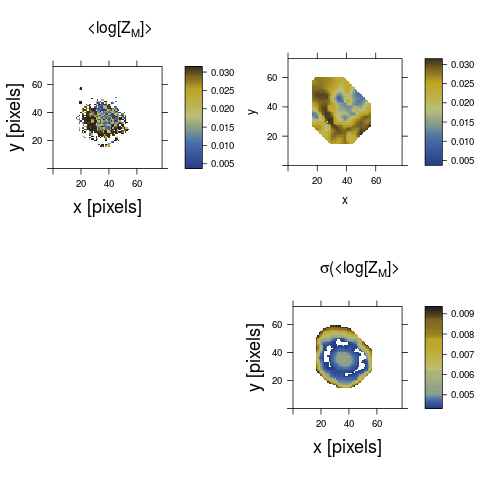 <log[Z_M]>
60
40
20
20 40 60
y [pixels]
x [pixels]
0.030
0.025
0.020
0.015
0.010
0.005
60
40
20
20 40 60
y
x
0.030
0.025
0.020
0.015
0.010
0.005
σ(<log[Z_M]>
60
40
20
20 40 60
y [pixels]
x [pixels]
0.009
0.008
0.007
0.006
0.005